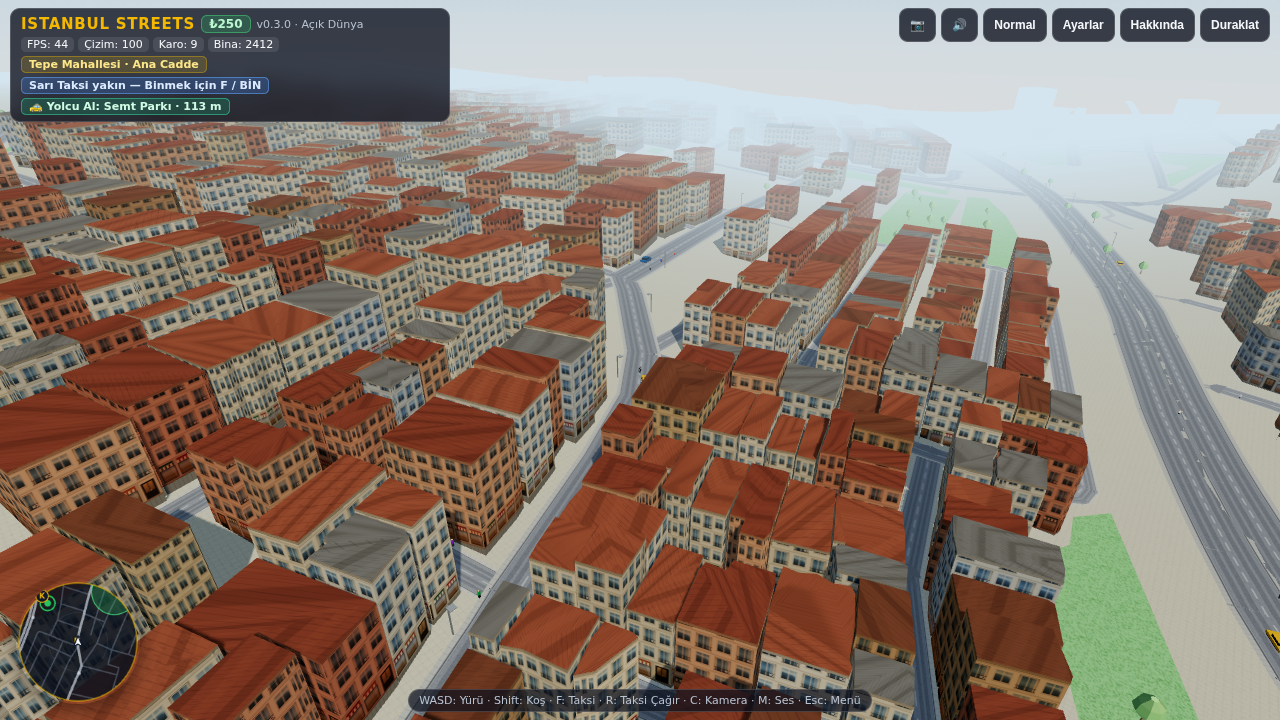 ISTANBUL STREETS ₺250 v0.3.0 · Açık Dünya
FPS: 44 Çizim: 100 Karo: 9 Bina: 2412
Tepe Mahallesi · Ana Cadde
Sarı Taksi yakın — Binmek için F / BİN
🚕 Yolcu Al: Semt Parkı · 113 m
Normal Ayarlar Hakkında Duraklat
K
WASD: Yürü · Shift: Koş · F: Taksi · R: Taksi Çağır · C: Kamera · M: Ses · Esc: Menü